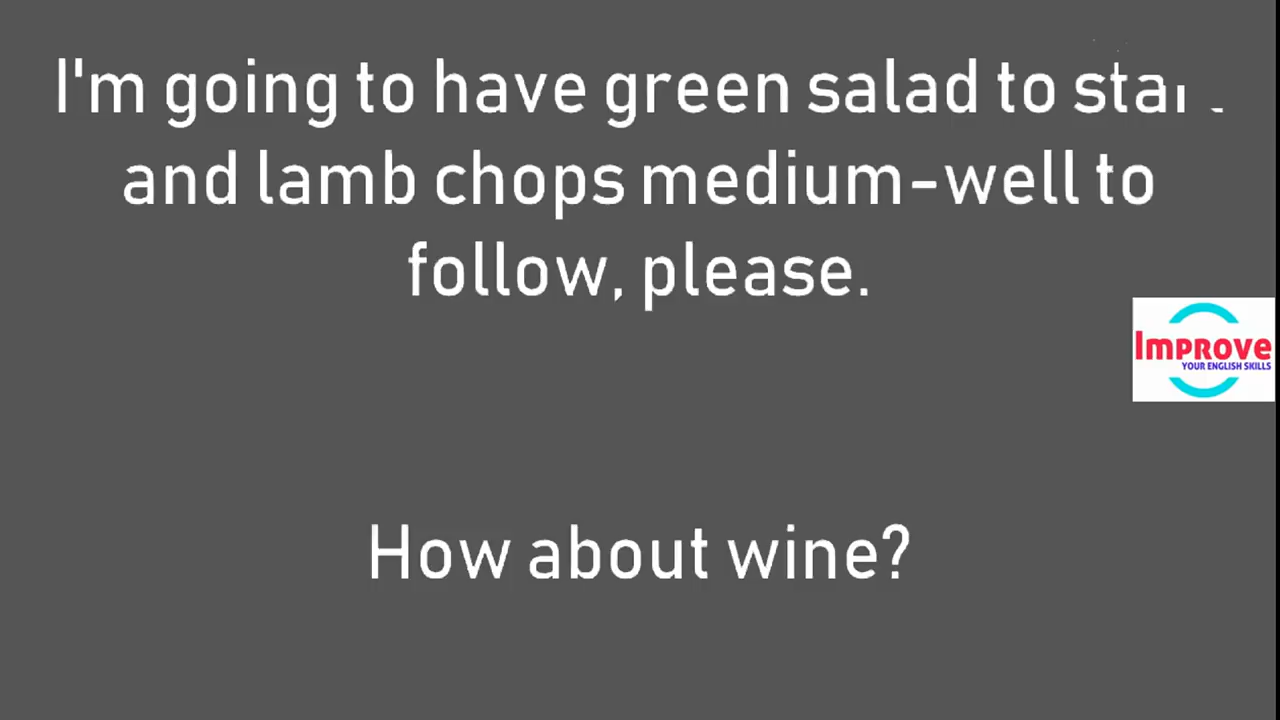 I'm going to have green salad to start
and lamb chops medium-well to
follow, please.
IMPROVE
YOUR ENGLISH SKILLS
How about wine?